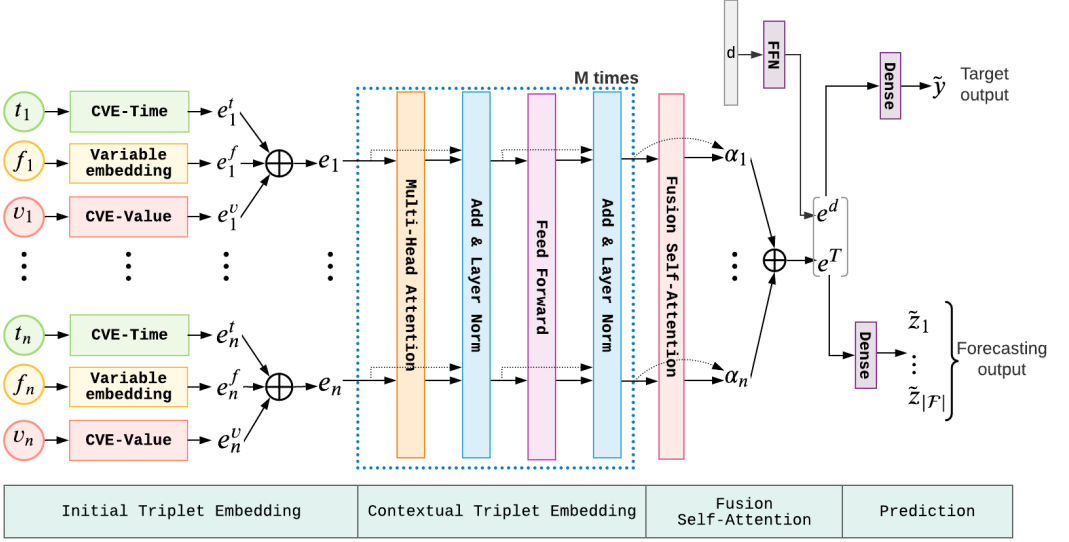 d
FFN
Dense
ỹ
Target
output
M times
t₁
CVE-Time
e₁ᵗ
f₁
Variable
embedding
e₁ᶠ
e₁
v₁
CVE-Value
e₁ᵛ
Multi-Head Attention
Add & Layer Norm
Feed Forward
Add & Layer Norm
Fusion Self-Attention
α₁
eᵈ
eᵀ
tₙ
CVE-Time
eₙᵗ
fₙ
Variable
embedding
eₙᶠ
eₙ
vₙ
CVE-Value
eₙᵛ
αₙ
Dense
z̃₁
z̃|ℱ|
Forecasting
output
Initial Triplet Embedding
Contextual Triplet Embedding
Fusion
Self-Attention
Prediction